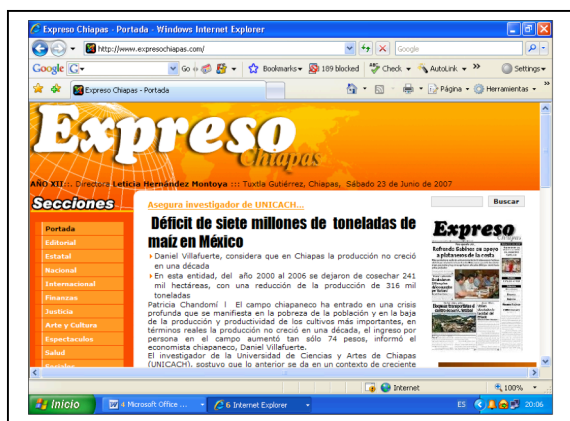 Expreso Chiapas - Portada - Windows Internet Explorer
http://www.expresochiapas.com/
Google
Google
Go
Bookmarks
189 blocked
Check
AutoLink
Settings
Expreso Chiapas - Portada
Página
Herramientas
Expreso
Chiapas
AÑO XII::. Directora Leticia Hernández Montoya ::: Tuxtla Gutiérrez, Chiapas, Sábado 23 de Junio de 2007
Secciones
Portada
Editorial
Estatal
Nacional
Internacional
Finanzas
Justicia
Arte y Cultura
Espectaculos
Salud
Sociales
Asegura investigador de UNICACH...
Déficit de siete millones de toneladas de
maíz en México
Daniel Villafuerte, considera que en Chiapas la producción no creció
en una década
En esta entidad, del año 2000 al 2006 se dejaron de cosechar 241
mil hectáreas, con una reducción de la producción de 316 mil
toneladas
Patricia Chandomí l El campo chiapaneco ha entrado en una crisis
profunda que se manifiesta en la pobreza de la población y en la baja
de la producción y productividad de los cultivos más importantes, en
términos reales la producción no creció en una década, el ingreso por
persona en el campo aumentó tan sólo 74 pesos, informó el
economista chiapaneco, Daniel Villafuerte.
El investigador de la Universidad de Ciencias y Artes de Chiapas
(UNICACH), sostuvo que lo anterior se da en un contexto de creciente
Buscar
Expreso
Refrenda Gobines su apoyo
a plataneros de la costa
Internet
100%
Inicio
4 Microsoft Office ...
6 Internet Explorer
ES
20:06